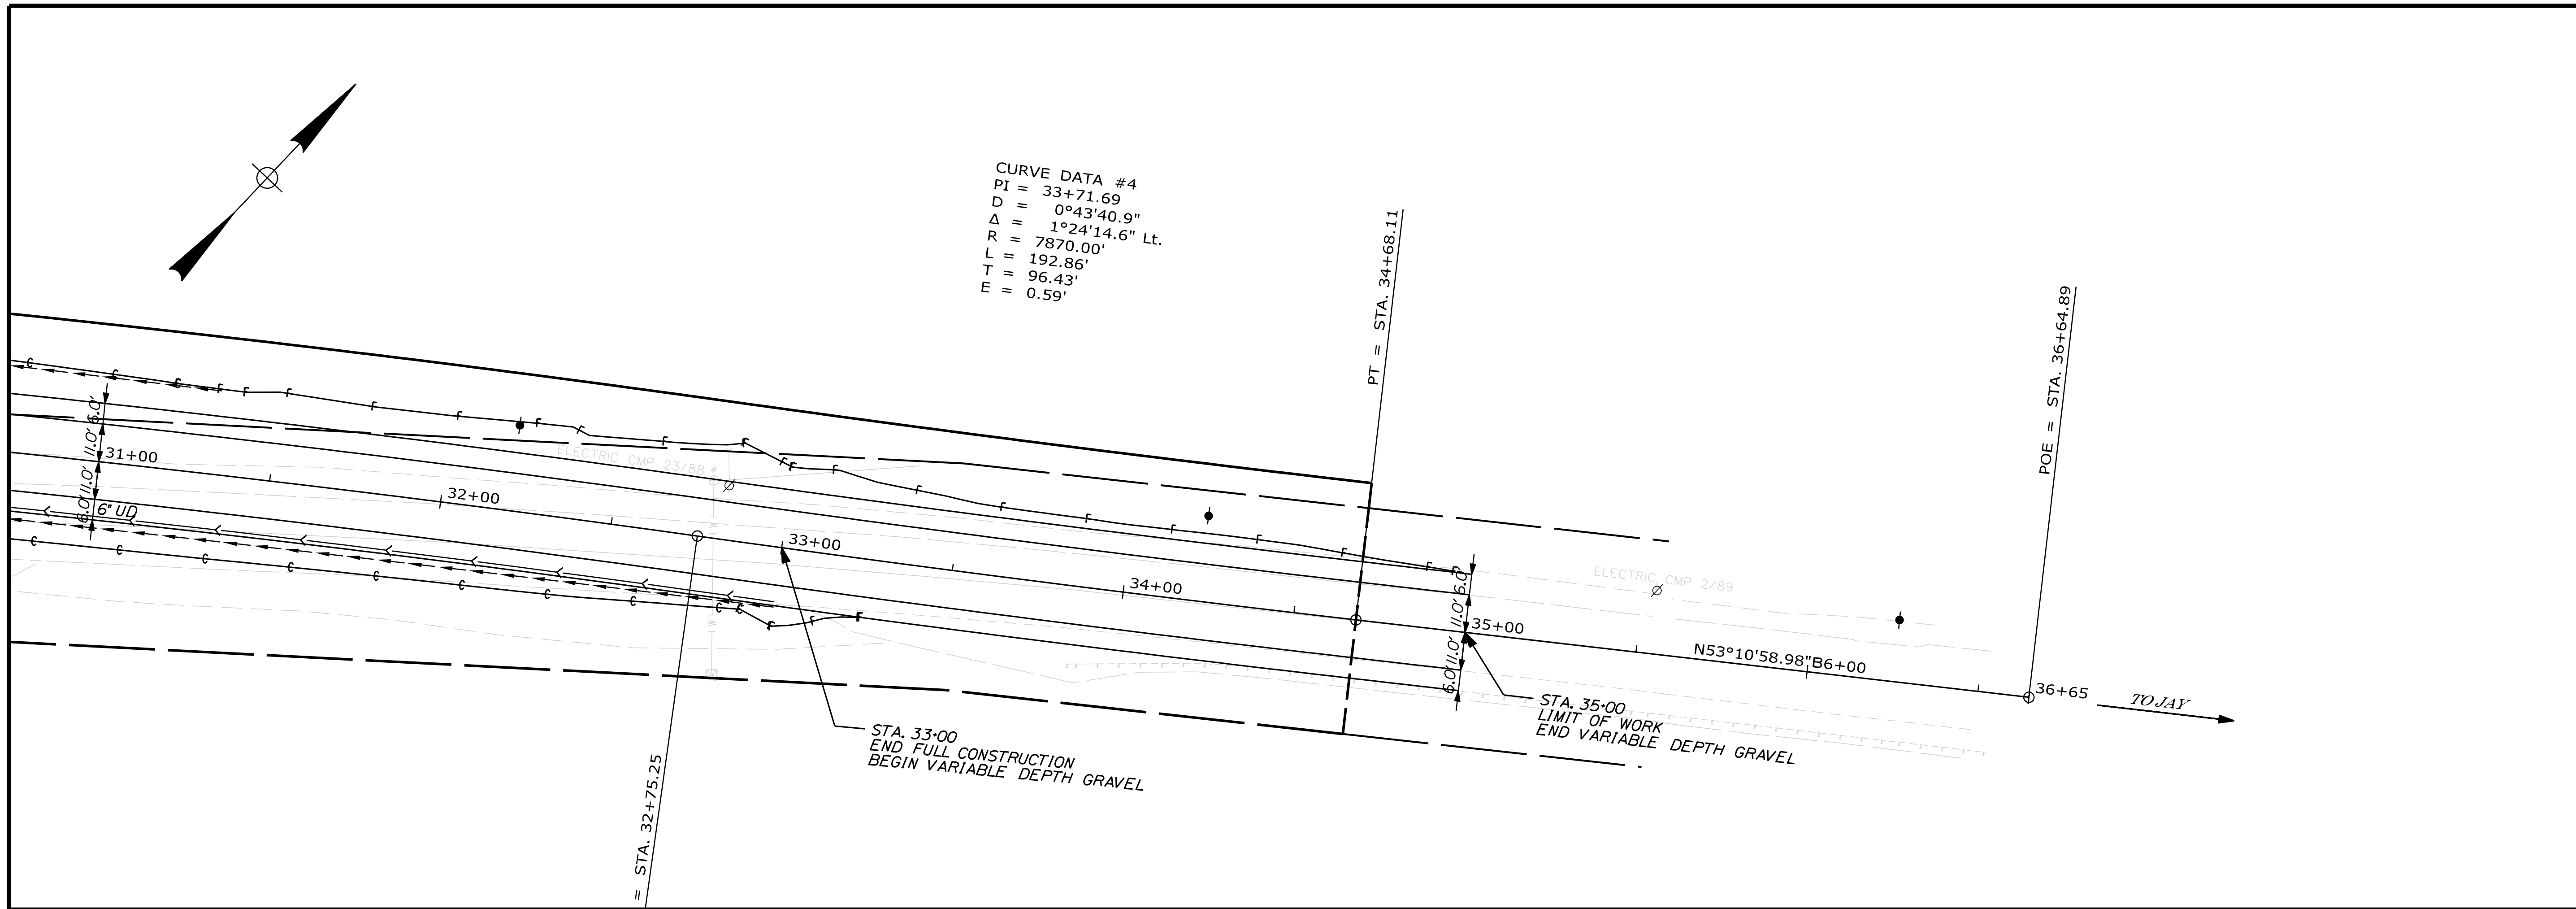 CURVE DATA #4
PI = 33+71.69
D = 0°43'40.9"
Δ = 1°24'14.6" Lt.
R = 7870.00'
L = 192.86'
T = 96.43'
E = 0.59'
PT = STA. 34+68.11
POE = STA. 36+64.89
= STA. 32+75.25
6.0'
11.0'
11.0'
6.0'
31+00
6" UD
32+00
ELECTRIC CMP 23/88
33+00
34+00
ELECTRIC CMP 2/89
6.0'
11.0'
11.0'
6.0'
35+00
N53°10'58.98"B6+00
36+65
TO JAY
STA. 33+00
END FULL CONSTRUCTION
BEGIN VARIABLE DEPTH GRAVEL
STA. 35+00
LIMIT OF WORK
END VARIABLE DEPTH GRAVEL